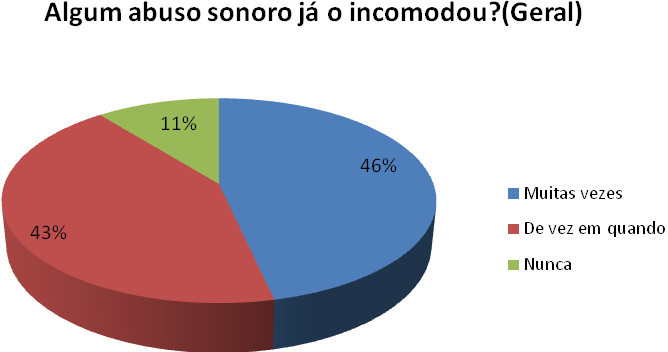 Algum abuso sonoro já o incomodou?(Geral)
11%
46%
43%
Muitas vezes
De vez em quando
Nunca